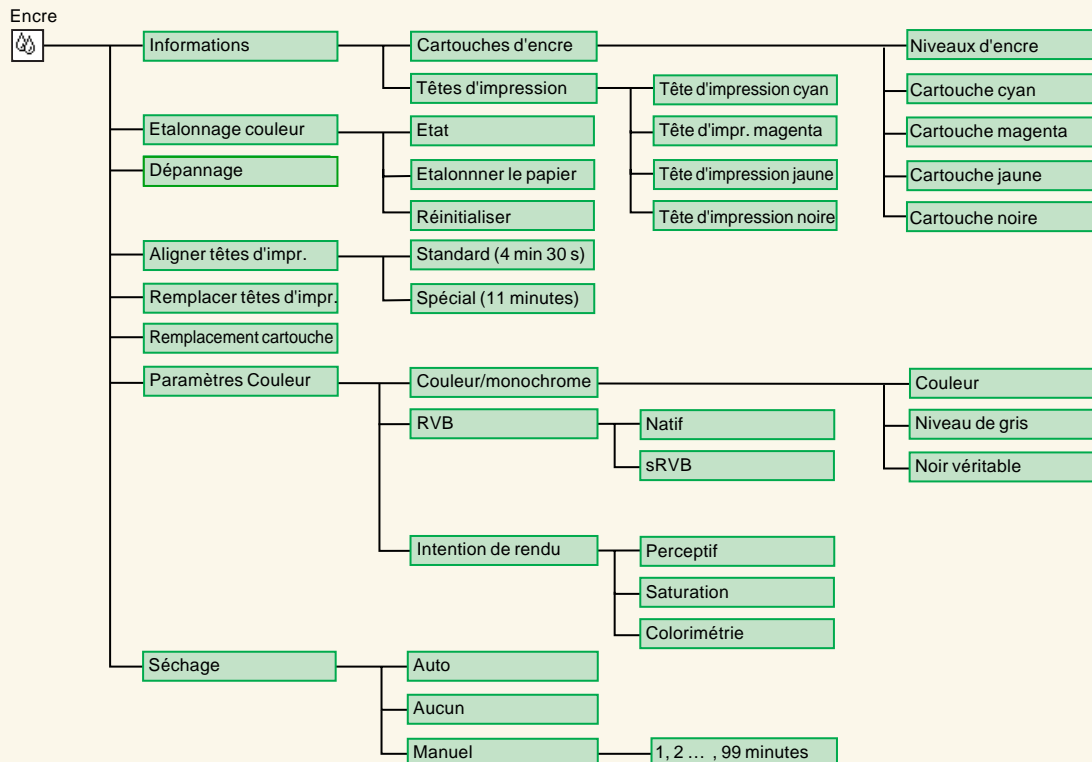 Encre
Informations
Cartouches d'encre
Niveaux d'encre
Cartouche cyan
Cartouche magenta
Cartouche jaune
Cartouche noire
Têtes d'impression
Tête d'impression cyan
Tête d'impr. magenta
Tête d'impression jaune
Tête d'impression noire
Etalonnage couleur
Etat
Etalonnner le papier
Réinitialiser
Dépannage
Aligner têtes d'impr.
Standard (4 min 30 s)
Spécial (11 minutes)
Remplacer têtes d'impr.
Remplacement cartouche
Paramètres Couleur
Couleur/monochrome
Couleur
Niveau de gris
Noir véritable
RVB
Natif
sRVB
Intention de rendu
Perceptif
Saturation
Colorimétrie
Séchage
Auto
Aucun
Manuel
1, 2 ... , 99 minutes